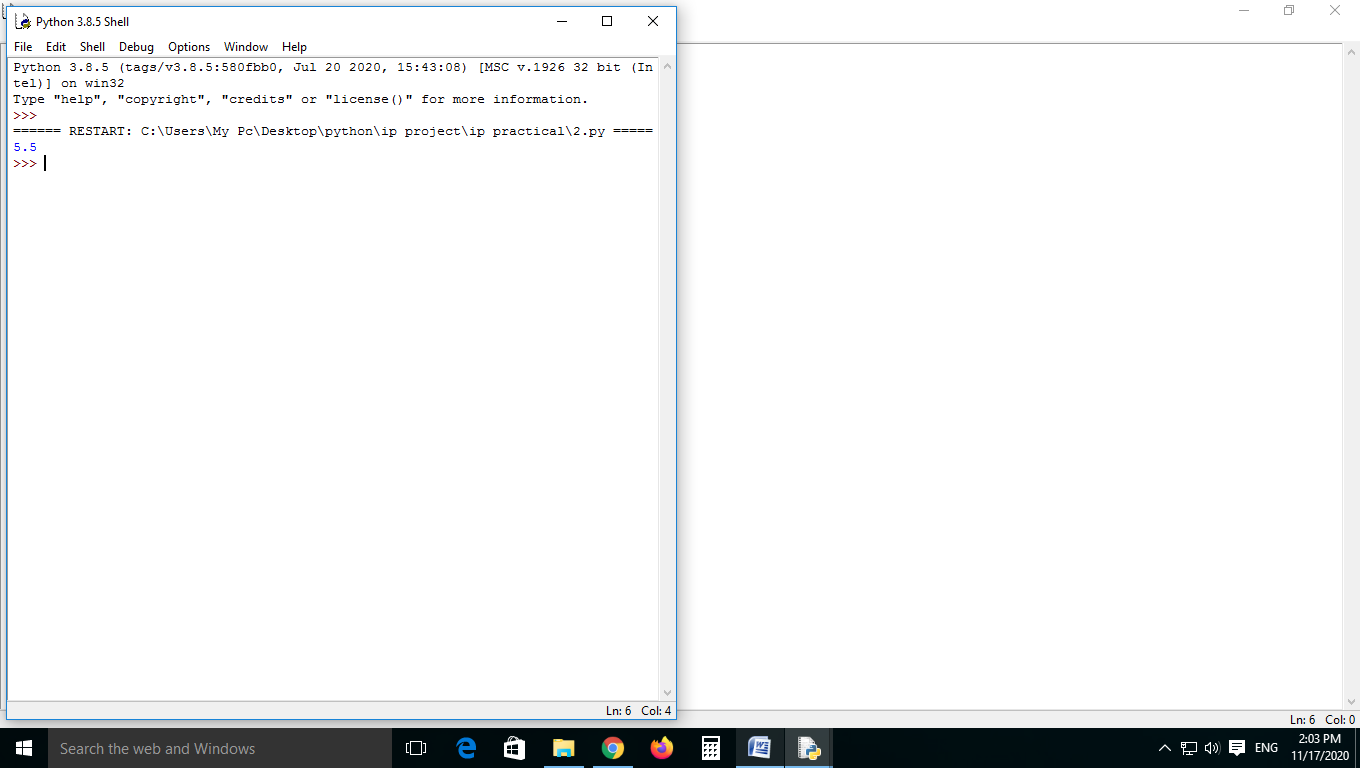 Python 3.8.5 Shell
File Edit Shell Debug Options Window Help
Python 3.8.5 (tags/v3.8.5:580fbb0, Jul 20 2020, 15:43:08) [MSC v.1926 32 bit (In
tel)] on win32
Type "help", "copyright", "credits" or "license()" for more information.
>>>
====== RESTART: C:\Users\My Pc\Desktop\python\ip project\ip practical\2.py =====
5.5
>>>
Ln: 6 Col: 4
Ln: 6 Col: 0
Search the web and Windows
ENG
2:03 PM
11/17/2020